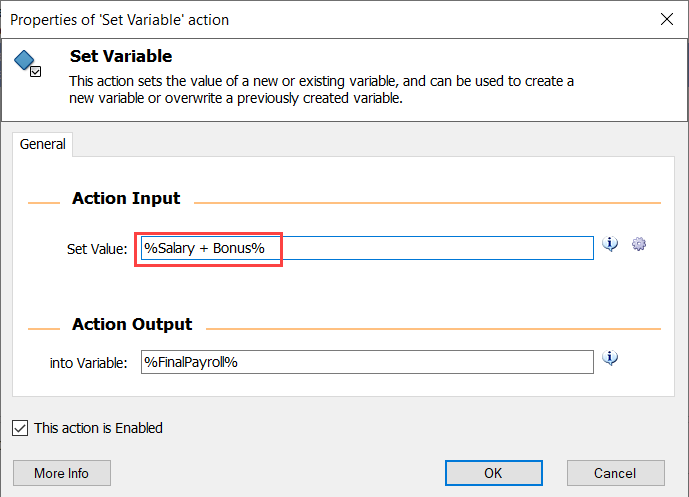 Properties of 'Set Variable' action
Set Variable
This action sets the value of a new or existing variable, and can be used to create a
new variable or overwrite a previously created variable.
General
Action Input
Set Value: %Salary + Bonus%
Action Output
into Variable: %FinalPayroll%
This action is Enabled
More Info OK Cancel